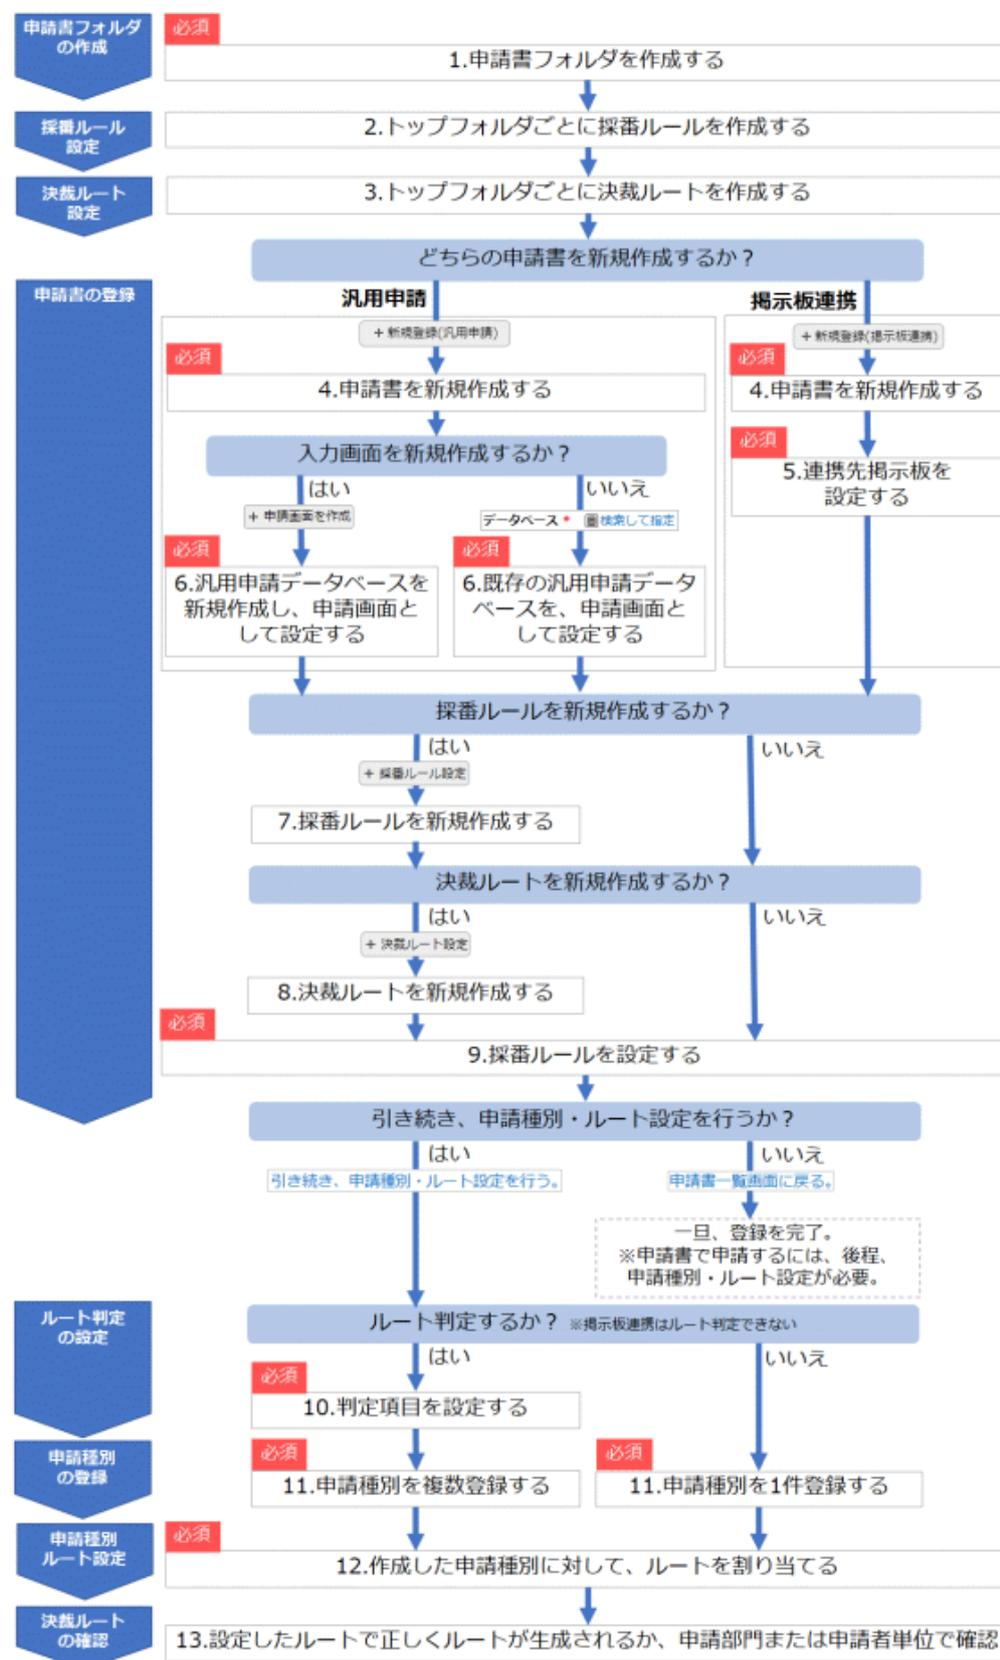 申請書フォルダ
の作成
必須
1.申請書フォルダを作成する
採番ルール
設定
2.トップフォルダごとに採番ルールを作成する
決裁ルート
設定
3.トップフォルダごとに決裁ルートを作成する
どちらの申請書を新規作成するか？
申請書の登録
汎用申請
掲示板連携
+ 新規登録(汎用申請)
+ 新規登録(掲示板連携)
必須
4.申請書を新規作成する
必須
4.申請書を新規作成する
入力画面を新規作成するか？
必須
5.連携先掲示板を
設定する
はい
いいえ
+ 申請画面を作成
データベース * 検索して指定
必須
6.汎用申請データベースを
新規作成し、申請画面と
して設定する
必須
6.既存の汎用申請データ
ベースを、申請画面と
して設定する
採番ルールを新規作成するか？
はい
いいえ
+ 採番ルール設定
7.採番ルールを新規作成する
決裁ルートを新規作成するか？
はい
いいえ
+ 決裁ルート設定
8.決裁ルートを新規作成する
必須
9.採番ルールを設定する
引き続き、申請種別・ルート設定を行うか？
はい
いいえ
引き続き、申請種別・ルート設定を行う。
申請書一覧画面に戻る。
一旦、登録を完了。
※申請書で申請するには、後程、
申請種別・ルート設定が必要。
ルート判定
の設定
ルート判定するか？ ※掲示板連携はルート判定できない
はい
いいえ
必須
10.判定項目を設定する
申請種別
の登録
必須
11.申請種別を複数登録する
必須
11.申請種別を1件登録する
申請種別
ルート設定
必須
12.作成した申請種別に対して、ルートを割り当てる
決裁ルート
の確認
13.設定したルートで正しくルートが生成されるか、申請部門または申請者単位で確認